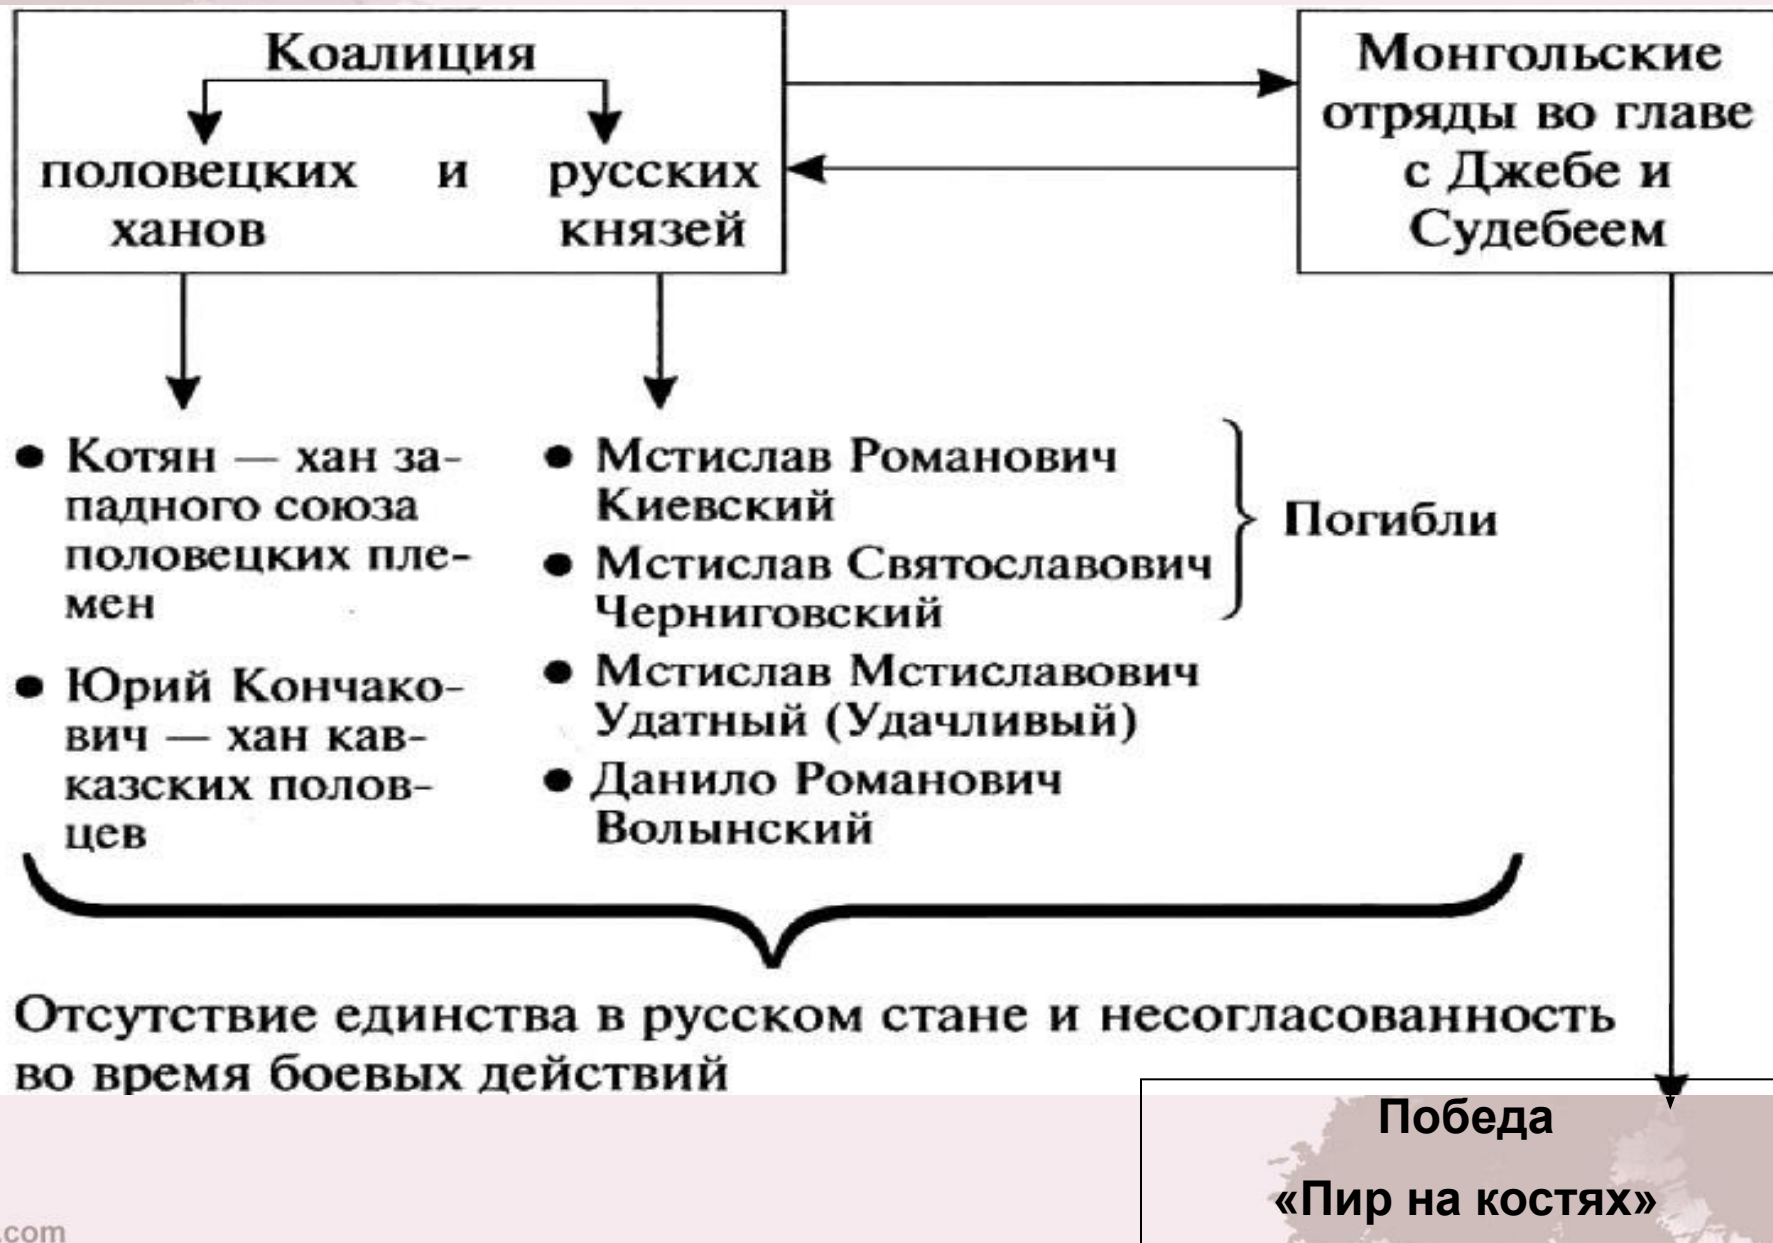 Коалиция
половецких и русских
ханов князей
Монгольские
отряды во главе
с Джебе и
Судебеем
● Котян — хан за-
падного союза
половецких пле-
мен
● Юрий Кончако-
вич — хан кав-
казских полов-
цев
● Мстислав Романович
Киевский
● Мстислав Святославович
Черниговский
Погибли
● Мстислав Мстиславович
Удатный (Удачливый)
● Данило Романович
Волынский
Отсутствие единства в русском стане и несогласованность
во время боевых действий
Победа
«Пир на костях»
.com